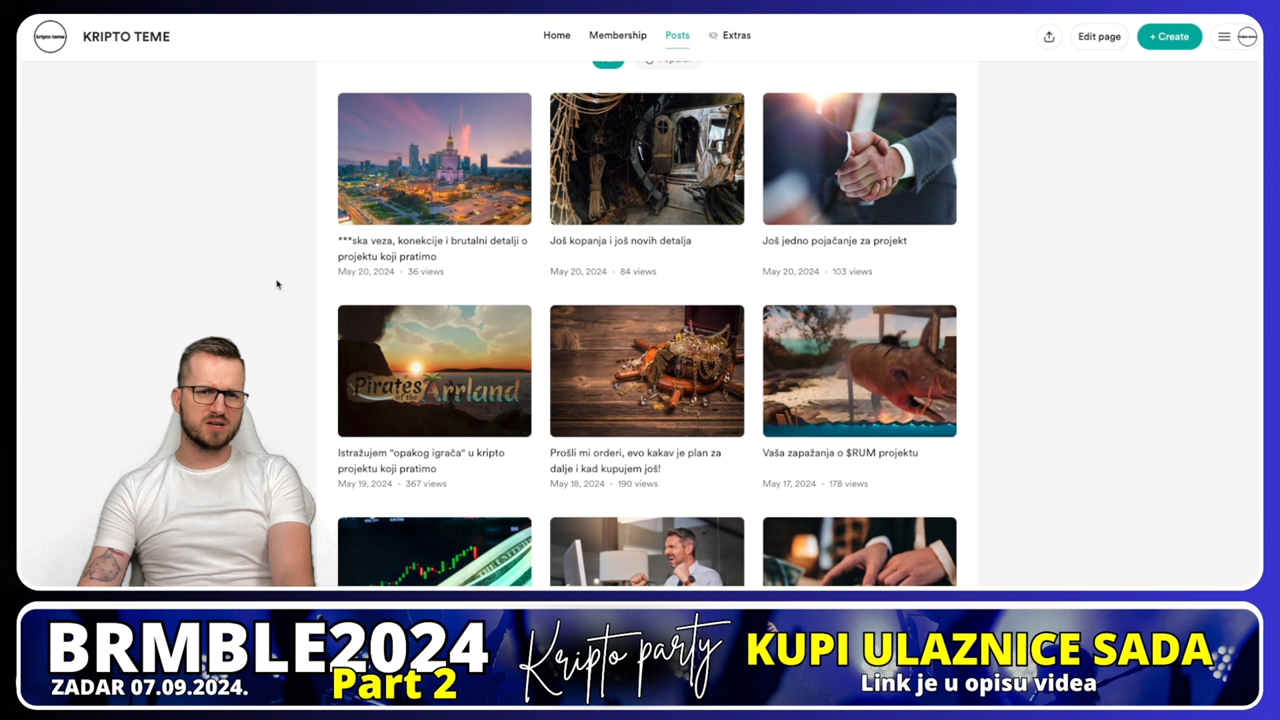 kripto teme
KRIPTO TEME
Home
Membership
Posts
Extras
Edit page
+ Create
***ska veza, konekcije i brutalni detalji o
projektu koji pratimo
May 20, 2024 • 36 views
Još kopanja i još novih detalja
May 20, 2024 • 84 views
Još jedno pojačanje za projekt
May 20, 2024 • 103 views
Pirates
of the
Arrland
Istražujem "opakog igrača" u kripto
projektu koji pratimo
May 19, 2024 • 367 views
Prošli mi orderi, evo kakav je plan za
dalje i kad kupujem još!
May 18, 2024 • 190 views
Vaša zapažanja o $RUM projektu
May 17, 2024 • 178 views
BRMBLE2024
Part 2
ZADAR 07.09.2024.
Kripto party
KUPI ULAZNICE SADA
Link je u opisu videa